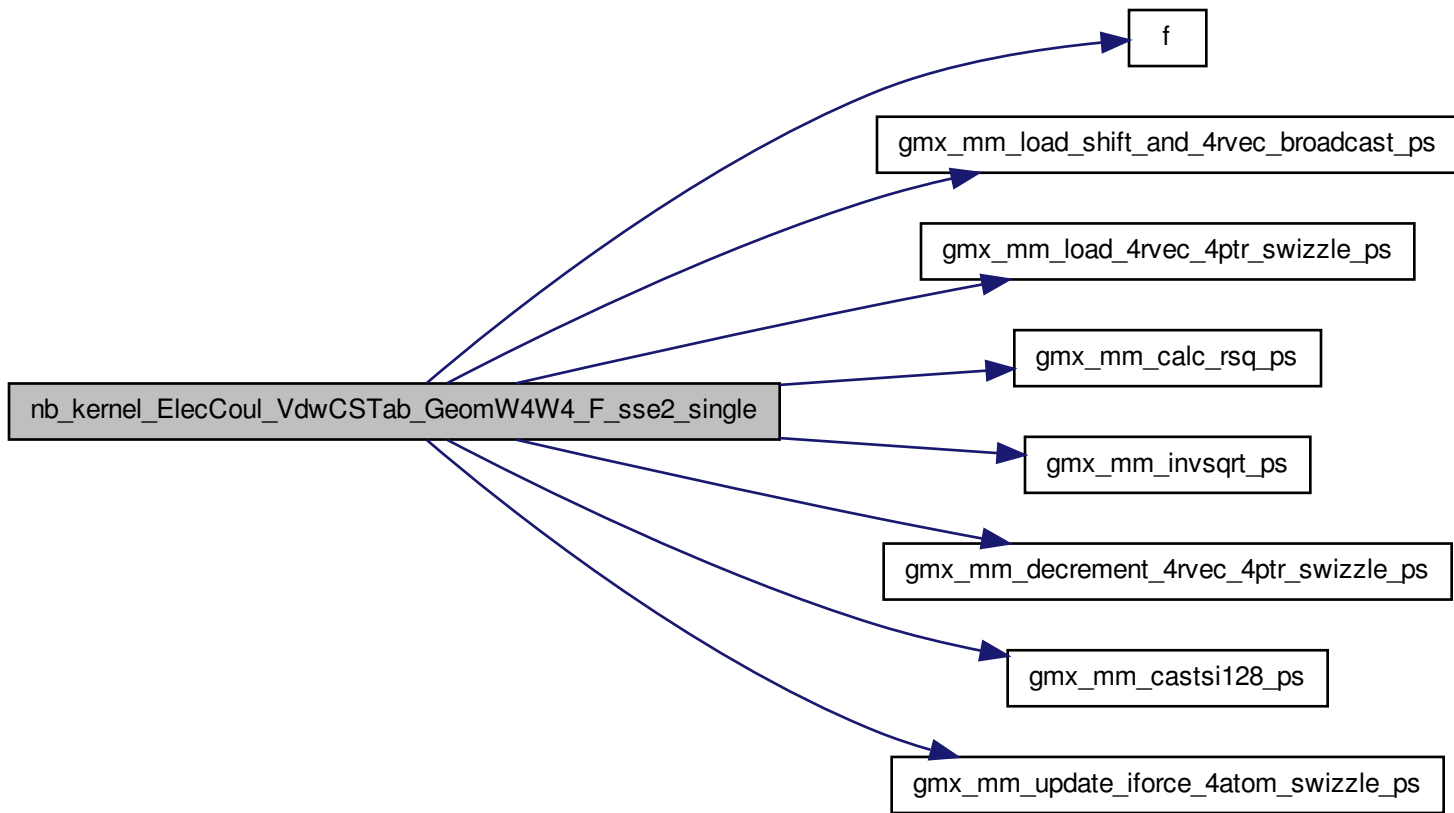 f
gmx_mm_load_shift_and_4rvec_broadcast_ps
gmx_mm_load_4rvec_4ptr_swizzle_ps
gmx_mm_calc_rsq_ps
nb_kernel_ElecCoul_VdwCSTab_GeomW4W4_F_sse2_single
gmx_mm_invsqrt_ps
gmx_mm_decrement_4rvec_4ptr_swizzle_ps
gmx_mm_castsi128_ps
gmx_mm_update_iforce_4atom_swizzle_ps